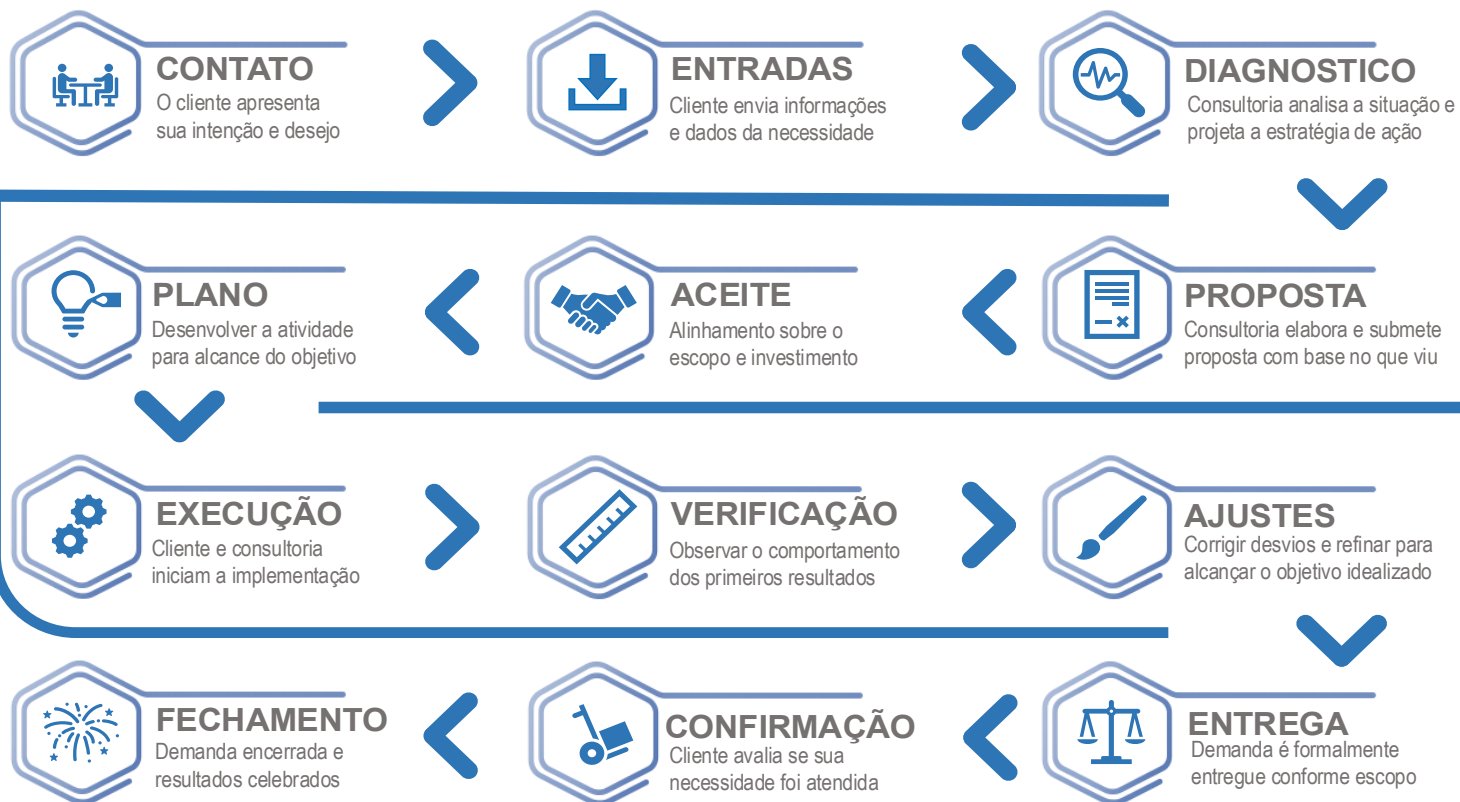 CONTATO
O cliente apresenta
sua intenção e desejo
ENTRADAS
Cliente envia informações
e dados da necessidade
DIAGNOSTICO
Consultoria analisa a situação e
projeta a estratégia de ação
PROPOSTA
Consultoria elabora e submete
proposta com base no que viu
ACEITE
Alinhamento sobre o
escopo e investimento
PLANO
Desenvolver a atividade
para alcance do objetivo
EXECUÇÃO
Cliente e consultoria
iniciam a implementação
VERIFICAÇÃO
Observar o comportamento
dos primeiros resultados
AJUSTES
Corrigir desvios e refinar para
alcançar o objetivo idealizado
ENTREGA
Demanda é formalmente
entregue conforme escopo
CONFIRMAÇÃO
Cliente avalia se sua
necessidade foi atendida
FECHAMENTO
Demanda encerrada e
resultados celebrados